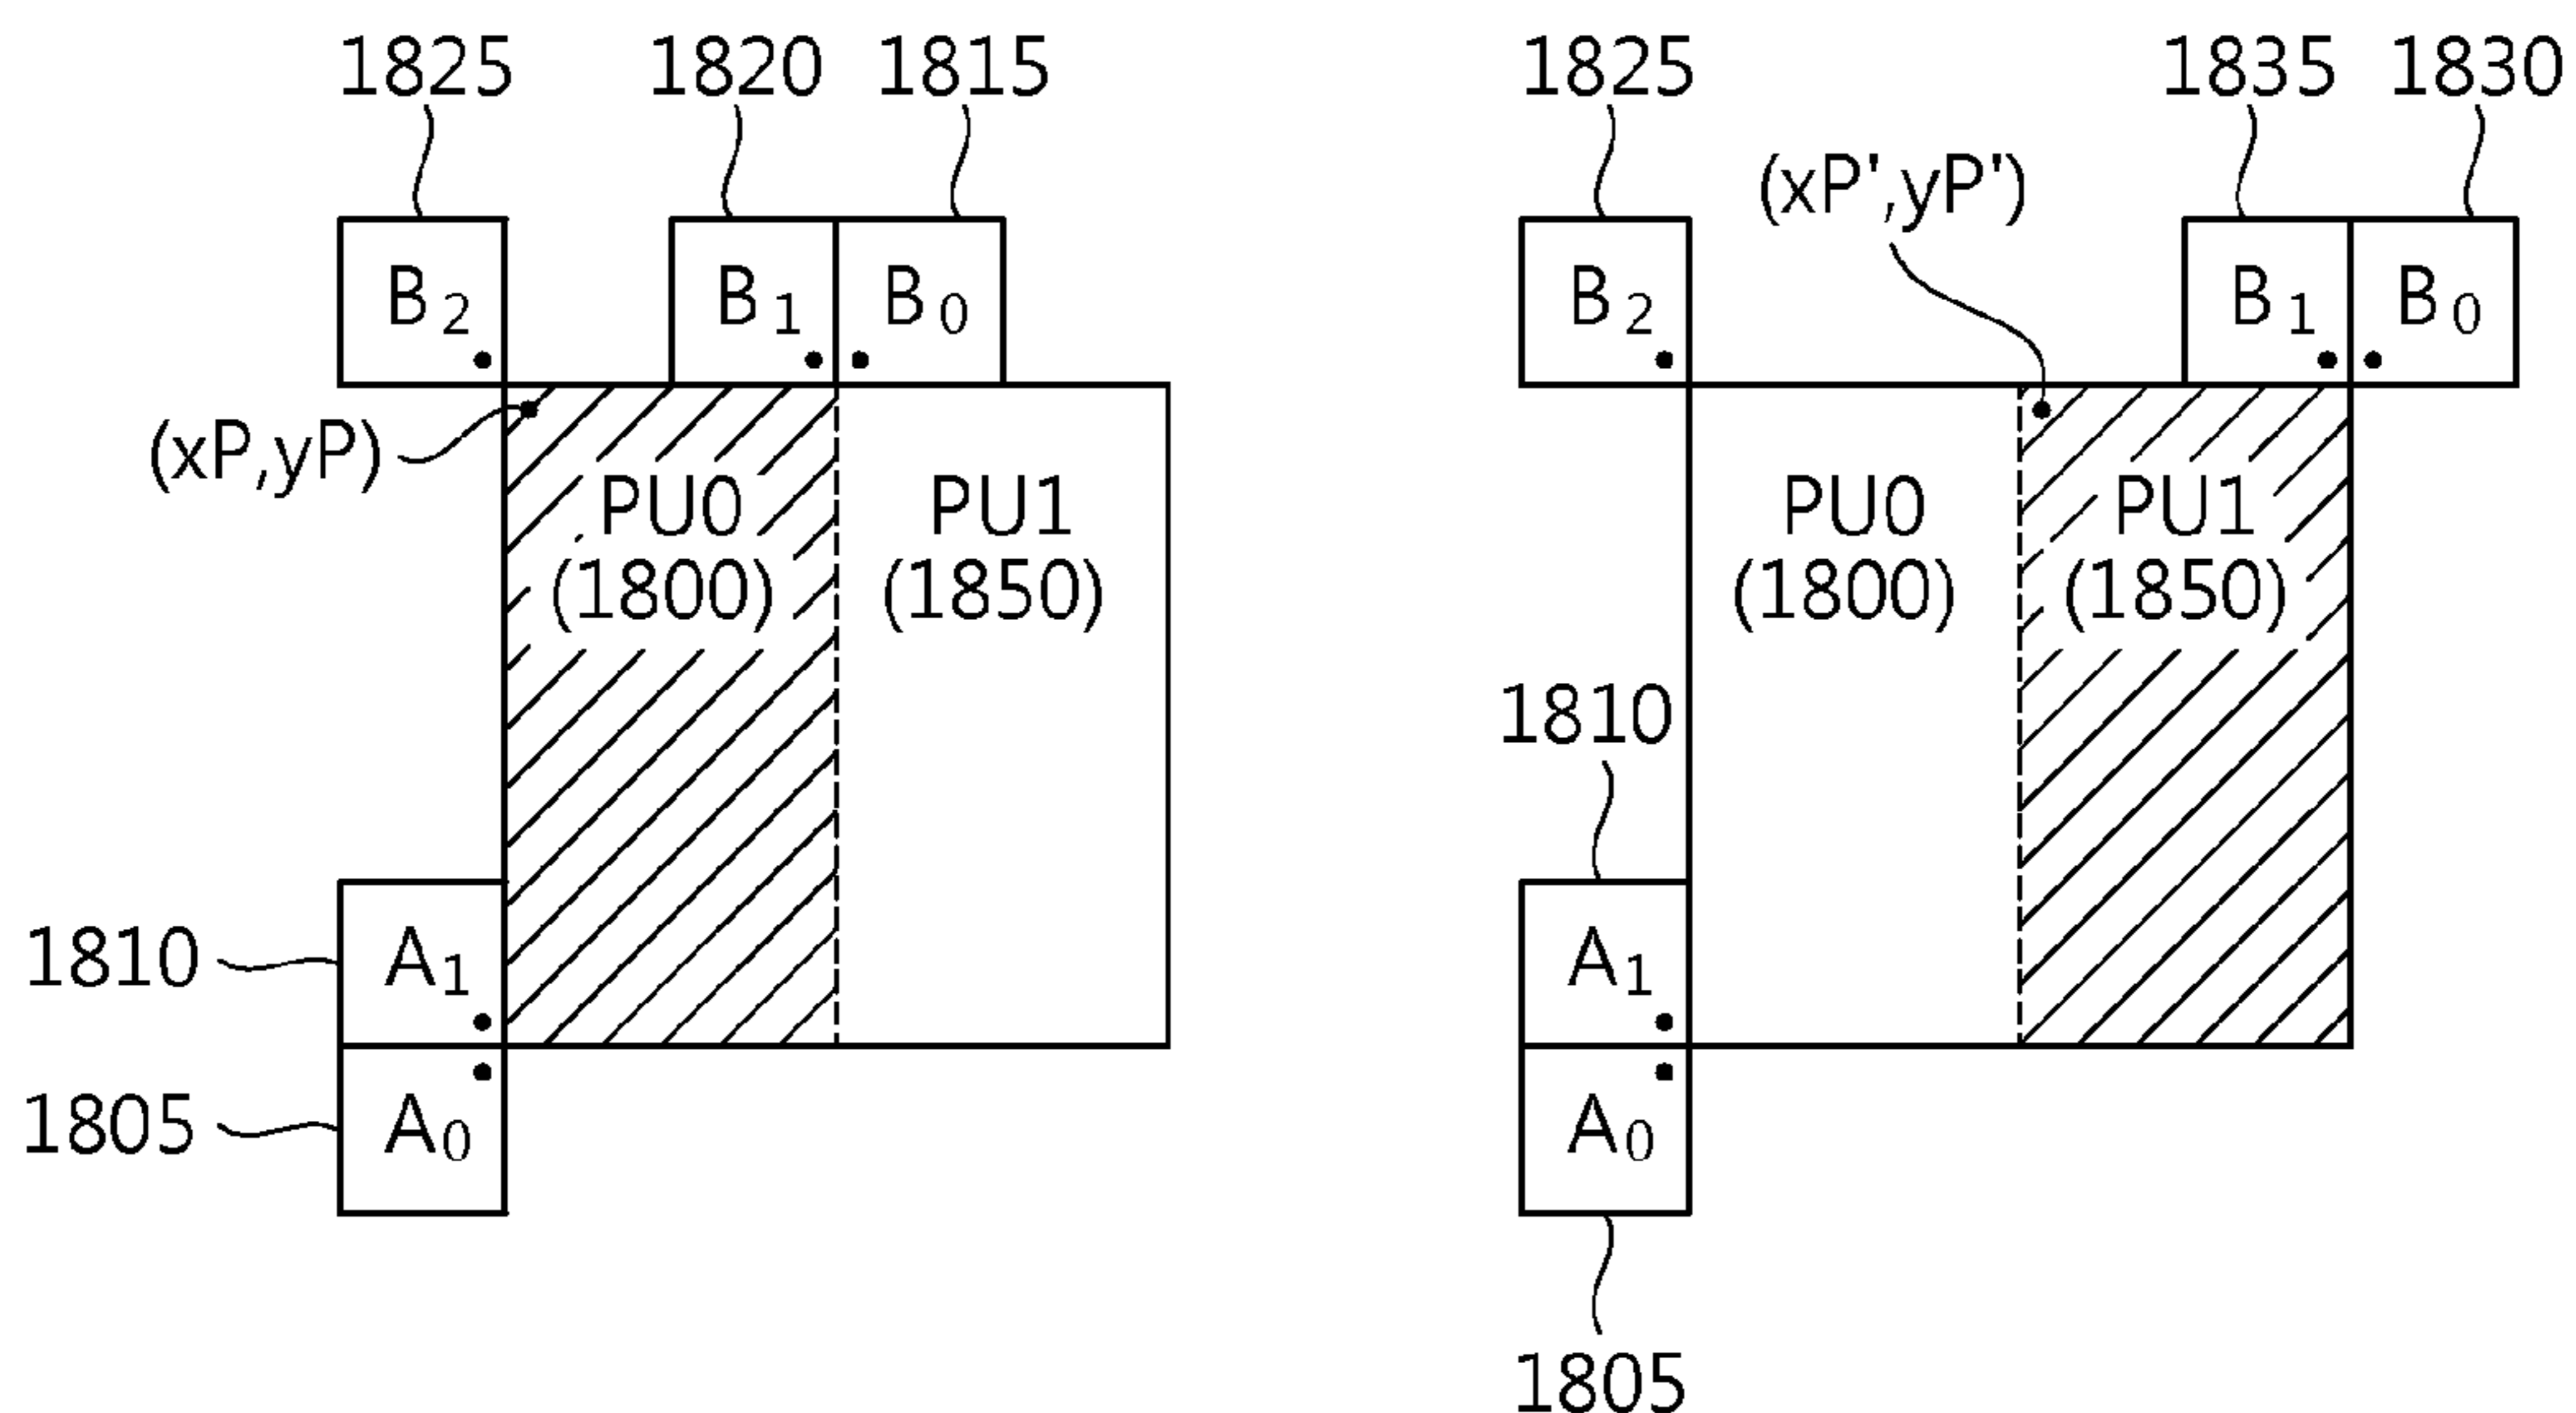 1825 1820 1815
B2 B1 B0
(xP,yP)
PU0 PU1
(1800) (1850)
1810 A1
1805 A0
1825 1835 1830
(xP',yP')
B2 B1 B0
PU0 PU1
(1800) (1850)
1810
A1
A0
1805